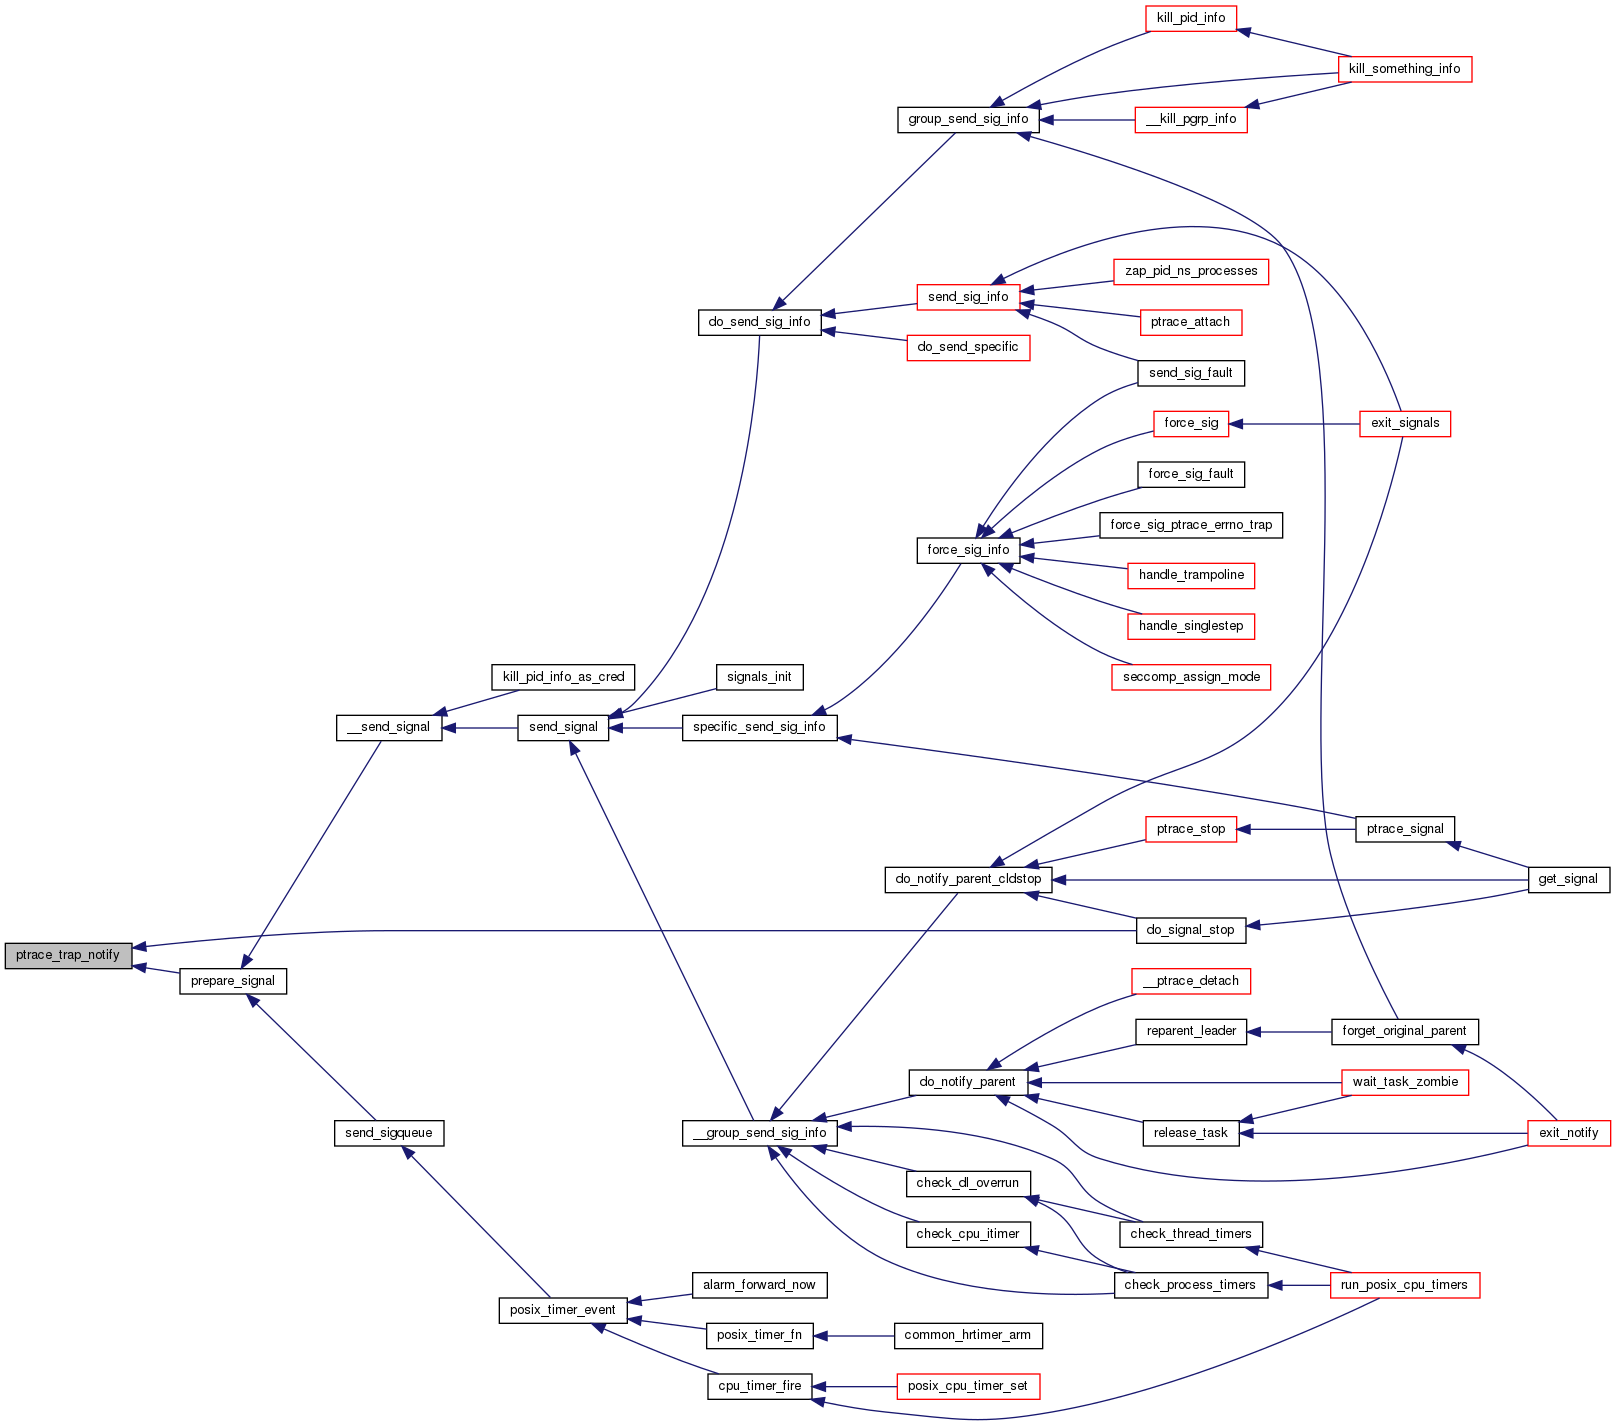 kill_pid_info
kill_something_info
group_send_sig_info
__kill_pgrp_info
zap_pid_ns_processes
send_sig_info
do_send_sig_info
ptrace_attach
do_send_specific
send_sig_fault
force_sig
exit_signals
force_sig_fault
force_sig_ptrace_errno_trap
force_sig_info
handle_trampoline
handle_singlestep
kill_pid_info_as_cred
signals_init
seccomp_assign_mode
__send_signal
send_signal
specific_send_sig_info
ptrace_stop
ptrace_signal
do_notify_parent_cldstop
get_signal
do_signal_stop
ptrace_trap_notify
prepare_signal
__ptrace_detach
reparent_leader
forget_original_parent
do_notify_parent
wait_task_zombie
send_sigqueue
__group_send_sig_info
release_task
exit_notify
check_dl_overrun
check_cpu_itimer
check_thread_timers
alarm_forward_now
check_process_timers
run_posix_cpu_timers
posix_timer_event
posix_timer_fn
common_hrtimer_arm
cpu_timer_fire
posix_cpu_timer_set